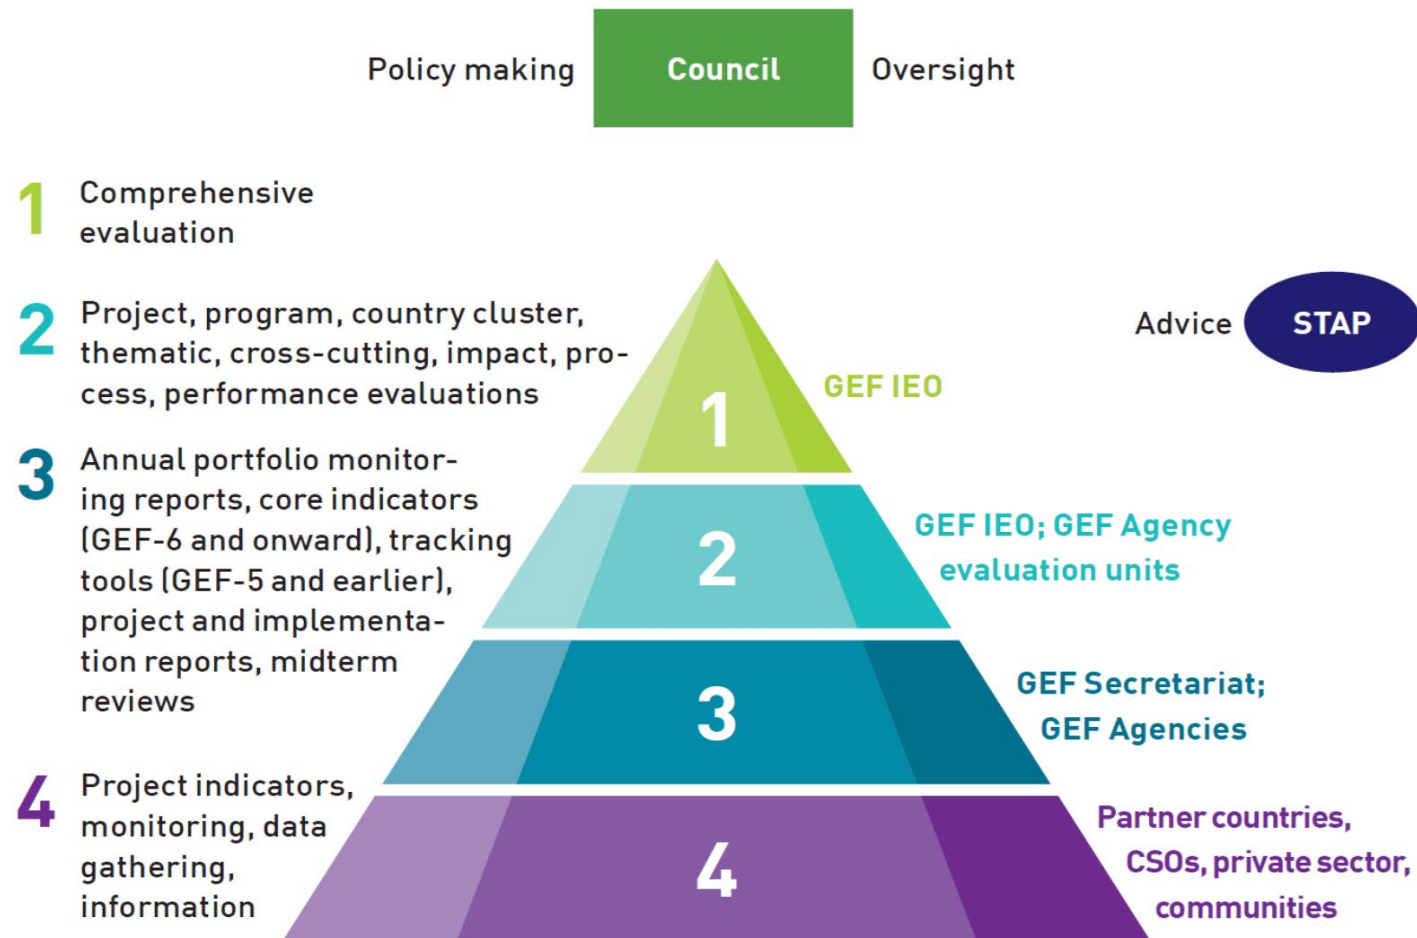 Policy making
Council
Oversight
1
Comprehensive
evaluation
2
Project, program, country cluster,
thematic, cross-cutting, impact, pro-
cess, performance evaluations
3
Annual portfolio monitor-
ing reports, core indicators
(GEF-6 and onward), tracking
tools (GEF-5 and earlier),
project and implementa-
tion reports, midterm
reviews
4
Project indicators,
monitoring, data
gathering,
information
Advice
STAP
1
GEF IEO
2
GEF IEO; GEF Agency
evaluation units
3
GEF Secretariat;
GEF Agencies
4
Partner countries,
CSOs, private sector,
communities